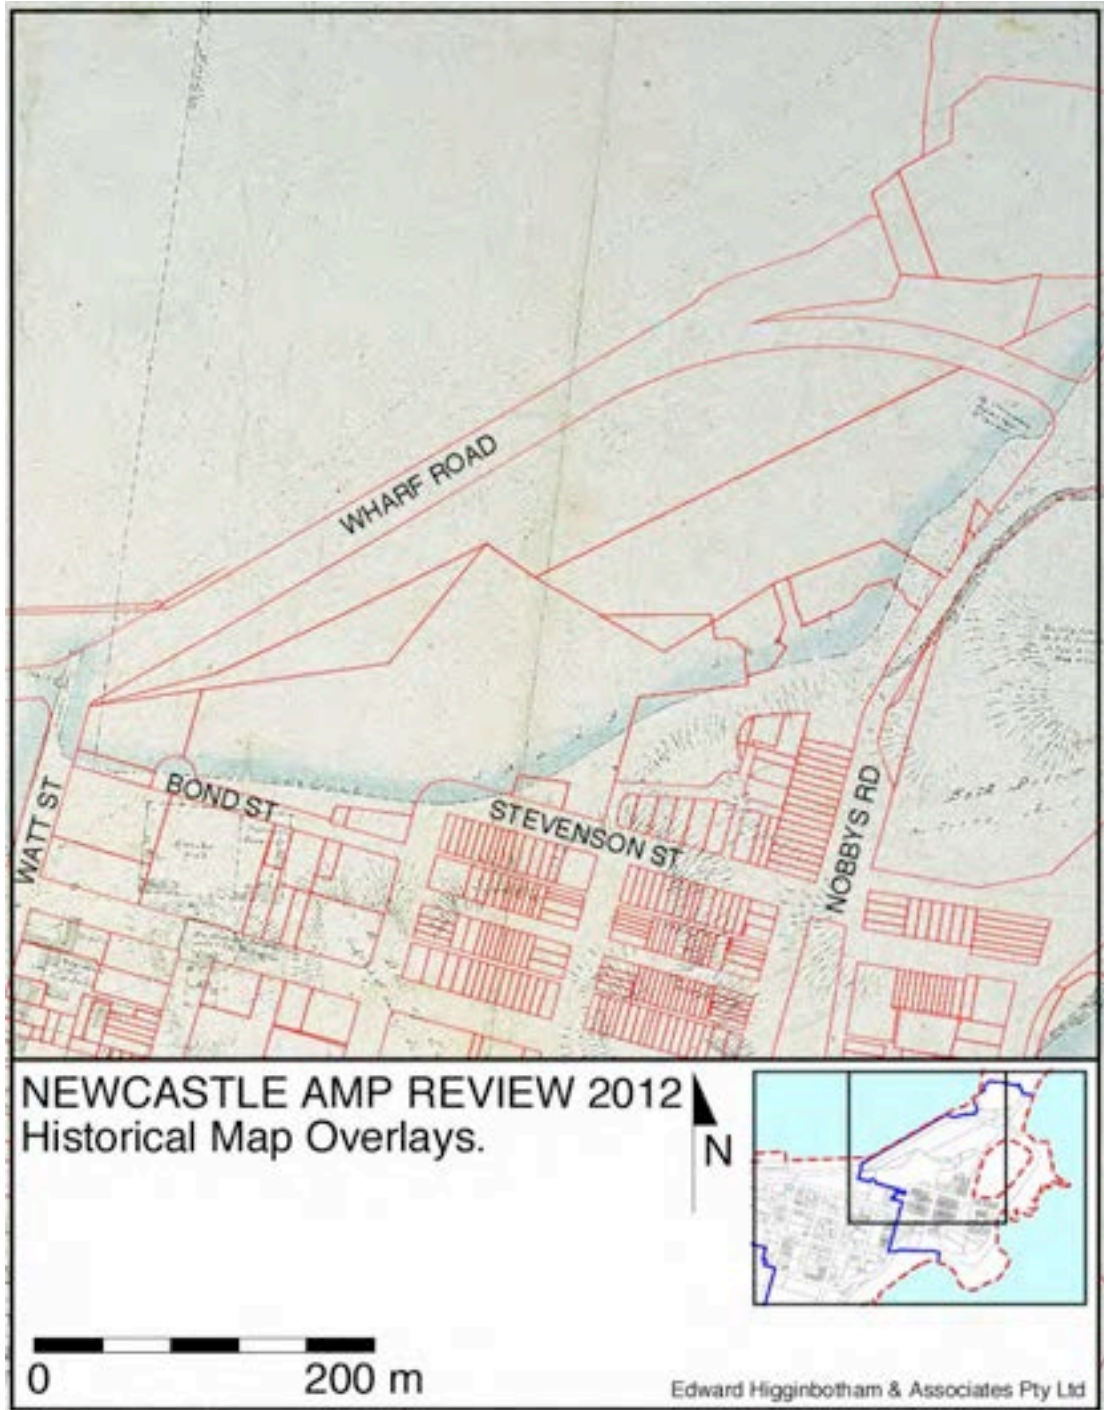 WHARF ROAD
BOND ST
STEVENSON ST
WATT ST
NOBBYS RD
NEWCASTLE AMP REVIEW 2012
Historical Map Overlays.
N
0 200 m
Edward Higginbotham & Associates Pty Ltd